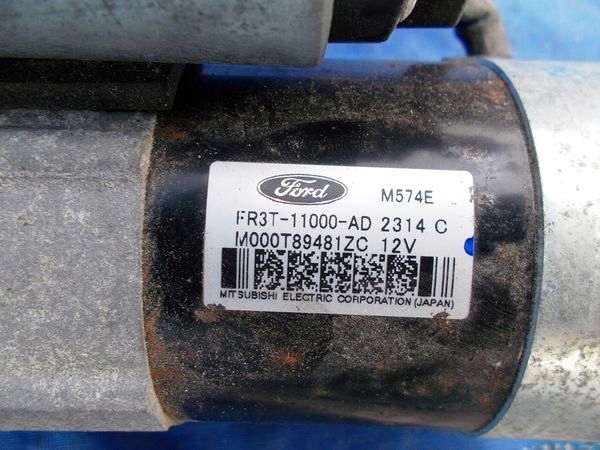 Ford M574E
FR3T-11000-AD 2314 C
M000T89481ZC 12V
MITSUBISHI ELECTRIC CORPORATION (JAPAN)